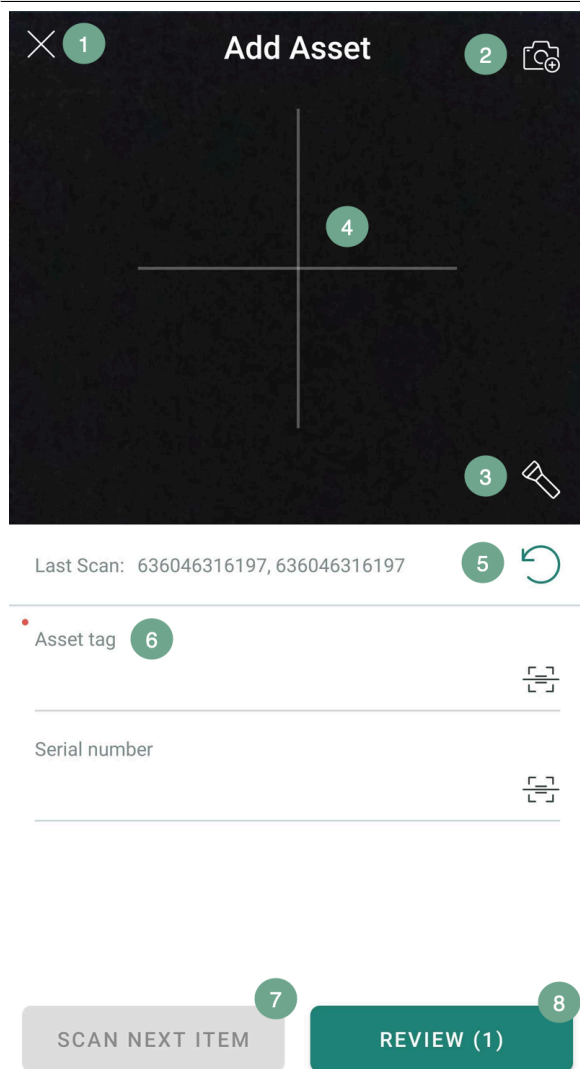 1 Add Asset 2
4
3
Last Scan: 636046316197, 636046316197 5
Asset tag 6
Serial number
7 8
SCAN NEXT ITEM REVIEW (1)